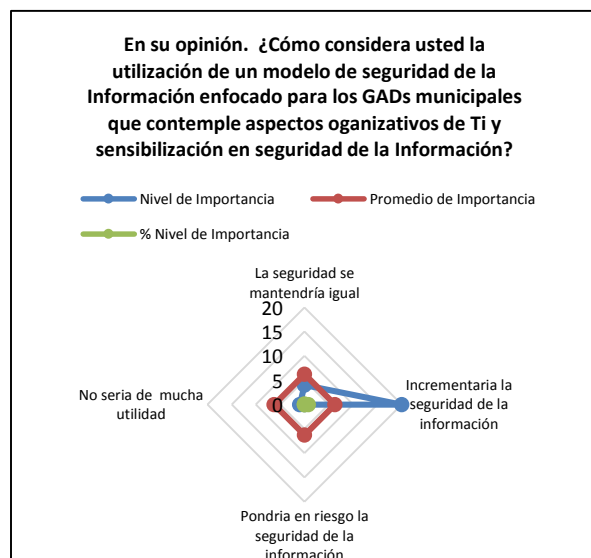 En su opinión. ¿Cómo considera usted la
utilización de un modelo de seguridad de la
Información enfocado para los GADs municipales
que contemple aspectos oganizativos de Ti y
sensibilización en seguridad de la Información?
Nivel de Importancia
Promedio de Importancia
% Nivel de Importancia
La seguridad se
mantendría igual
20
15
10
5
0
Incrementaria la
seguridad de la
información
No seria de mucha
utilidad
Pondria en riesgo la
seguridad de la
información